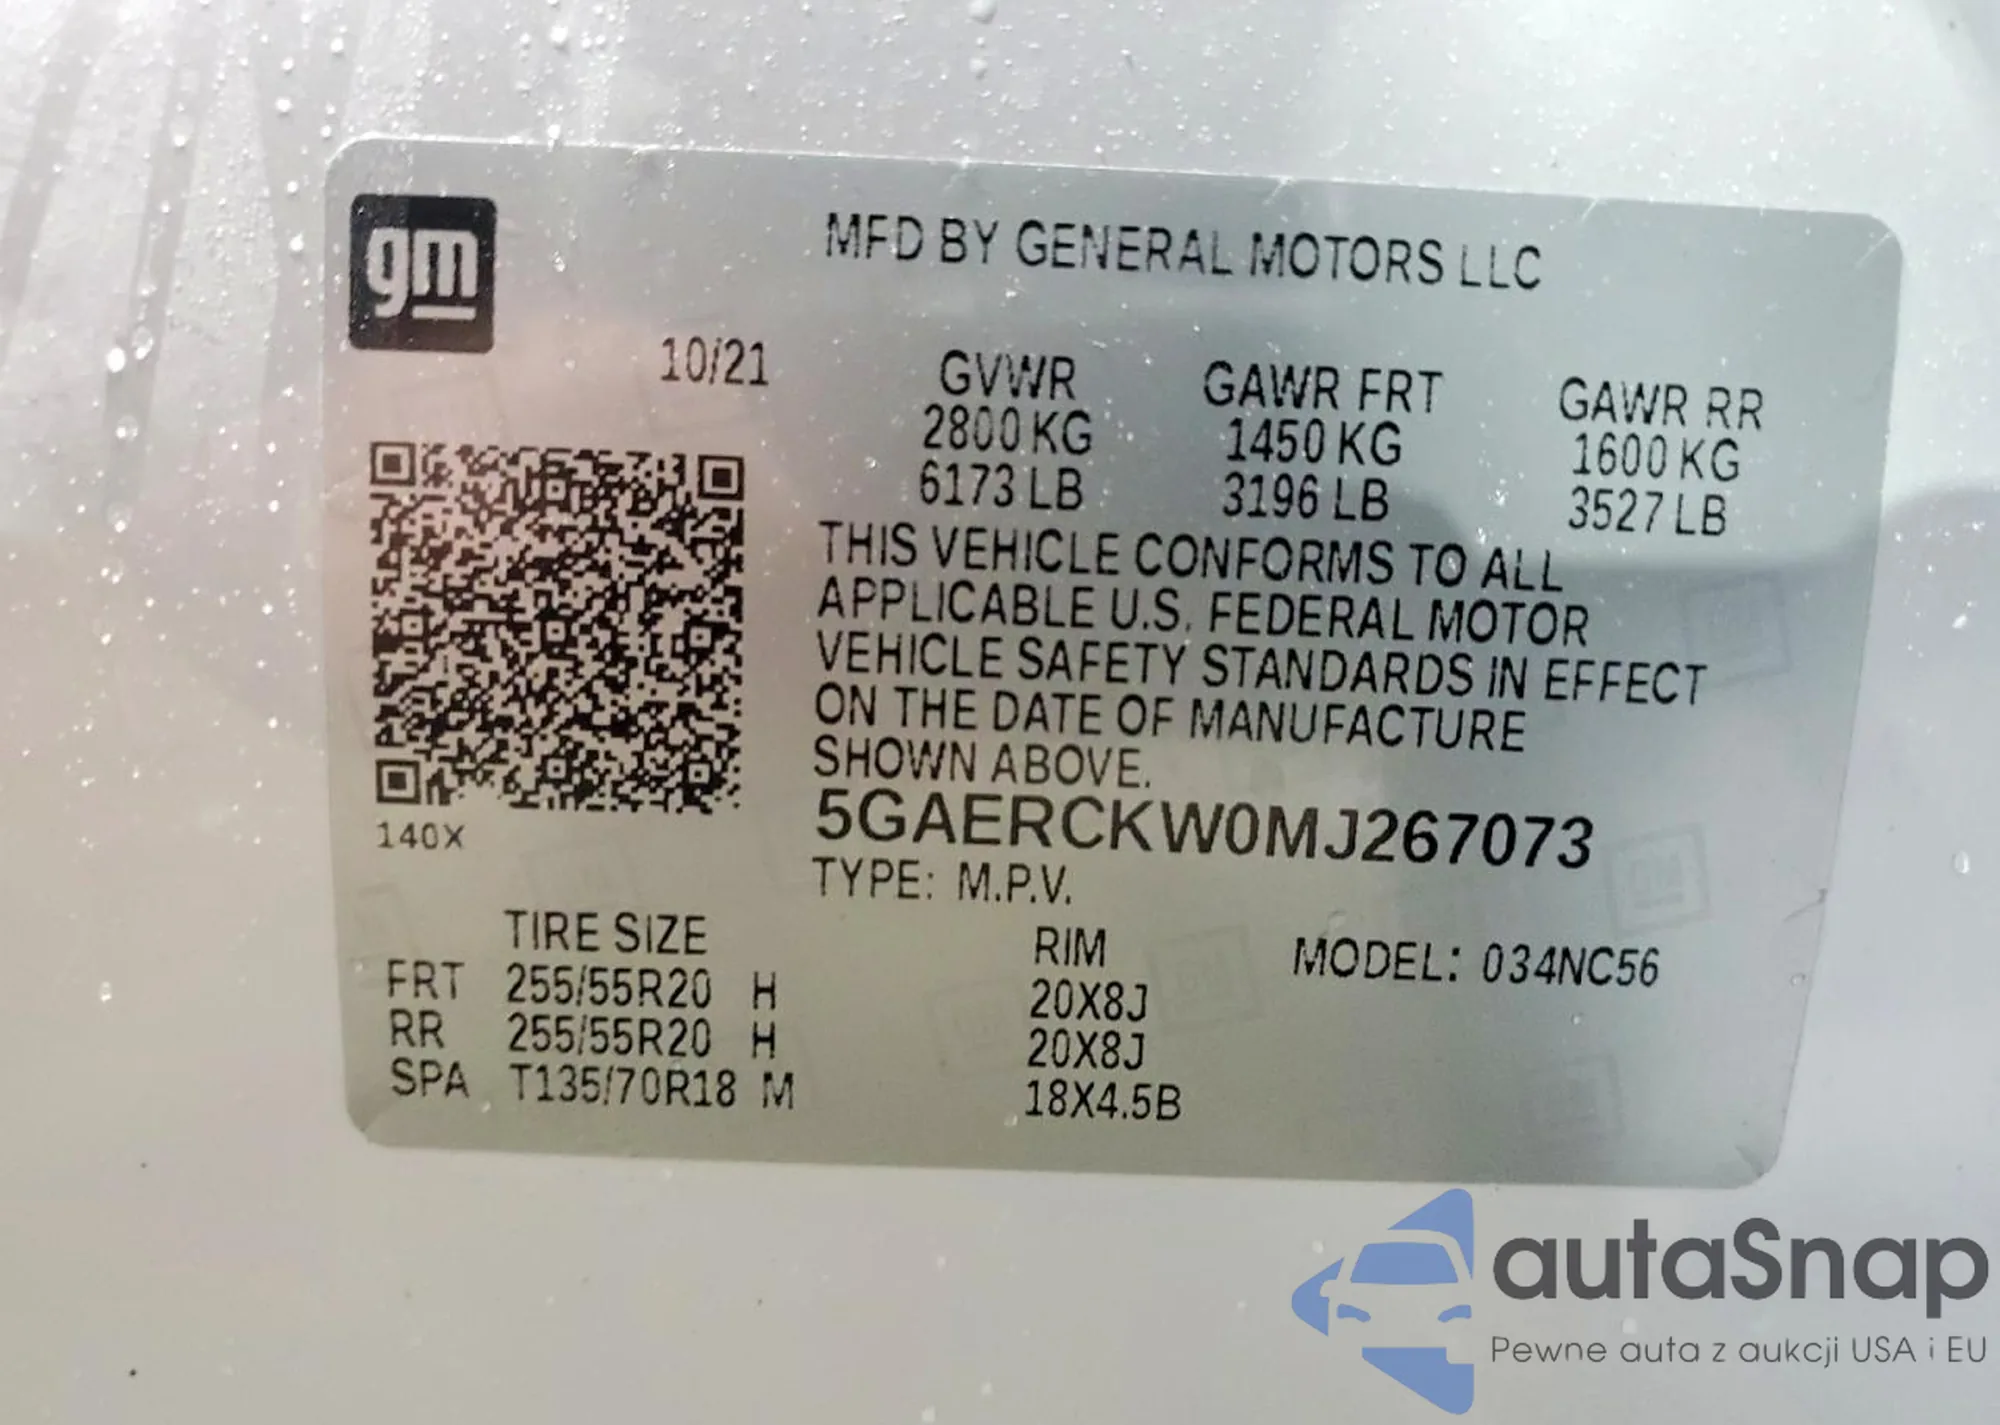 gm
MFD BY GENERAL MOTORS LLC
10/21
GVWR GAWR FRT GAWR RR
2800 KG 1450 KG 1600 KG
6173 LB 3196 LB 3527 LB
THIS VEHICLE CONFORMS TO ALL
APPLICABLE U.S. FEDERAL MOTOR
VEHICLE SAFETY STANDARDS IN EFFECT
ON THE DATE OF MANUFACTURE
SHOWN ABOVE.
5GAERCKW0MJ267073
140X
TYPE: M.P.V.
TIRE SIZE RIM MODEL: 034NC56
FRT 255/55R20 H 20X8J
RR 255/55R20 H 20X8J
SPA T135/70R18 M 18X4.5B
autaSnap
Pewne auta z aukcji USA i EU